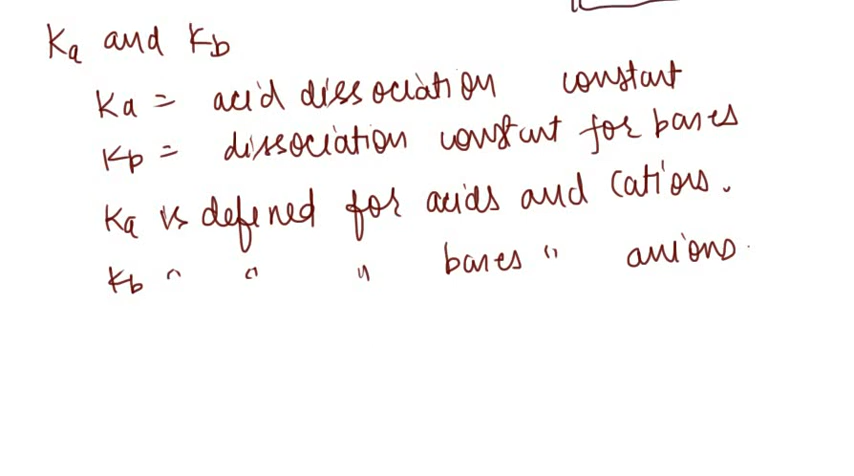 Ka and Kb
Ka = acid dissociation constant
Kb = dissociation constant for bases
Ka is defined for acids and cations.
Kb " " " bases " anions.